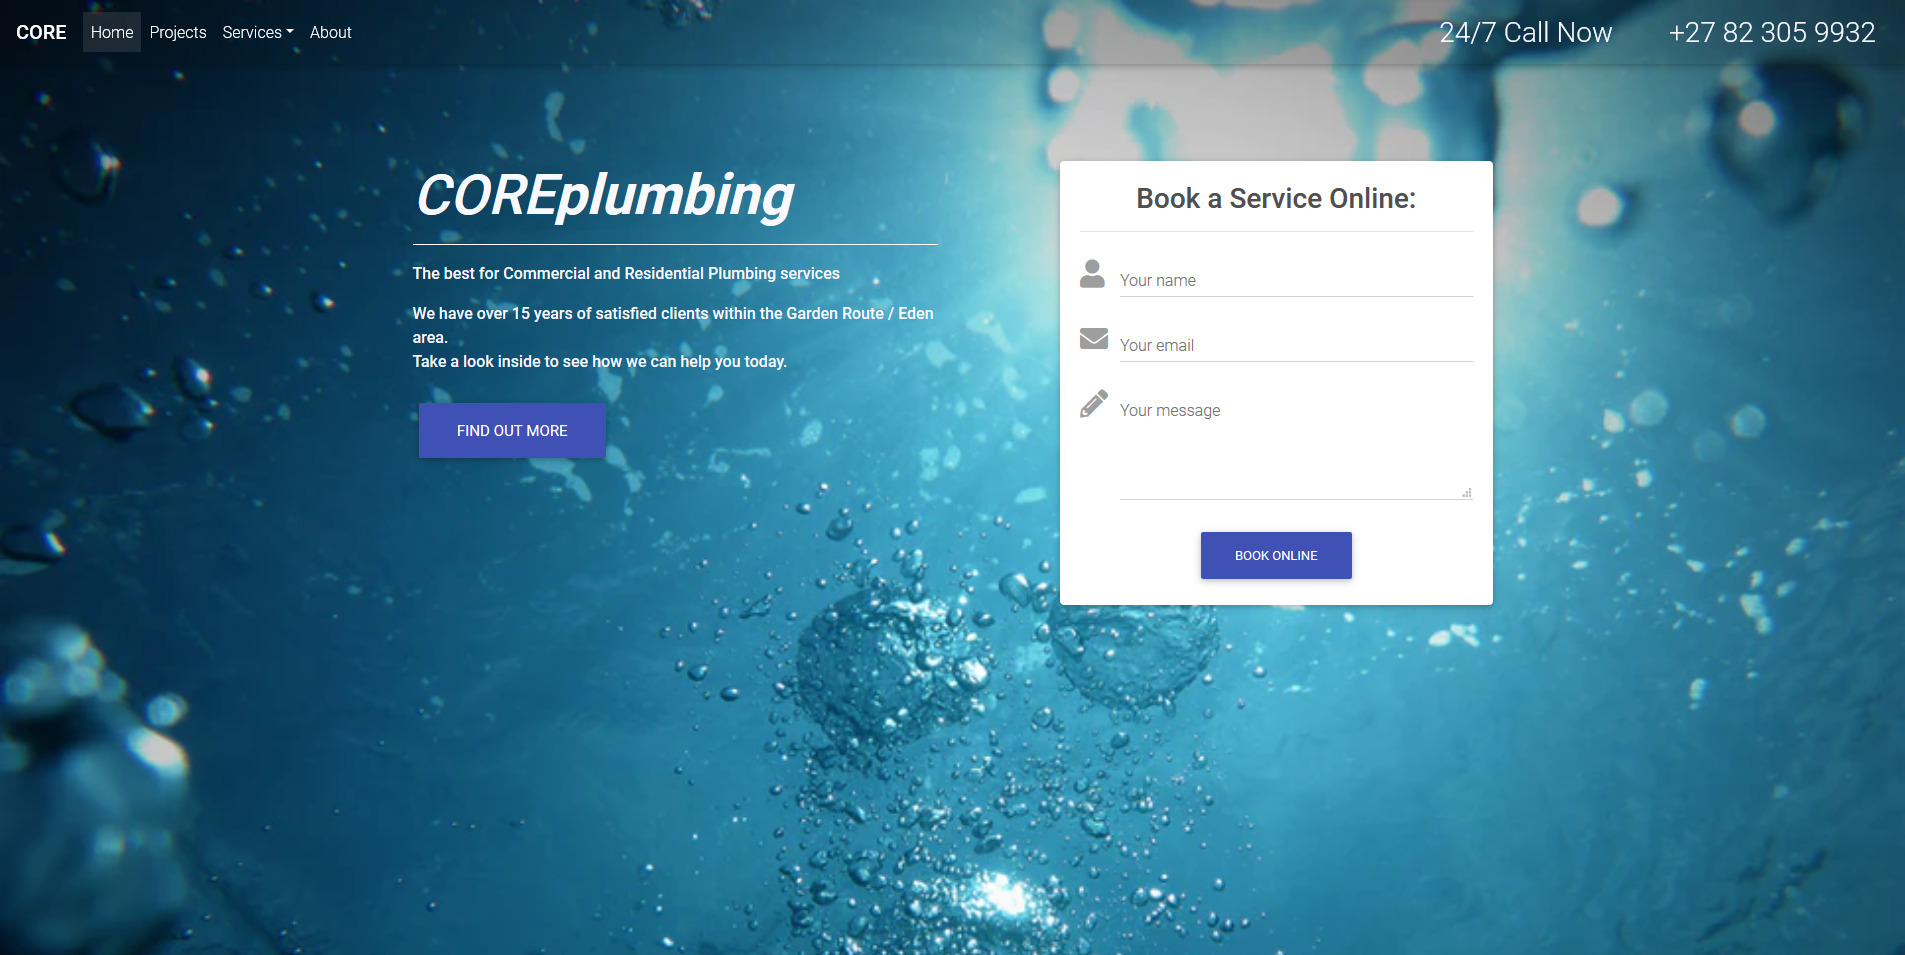 CORE Home Projects Services About 24/7 Call Now +27 82 305 9932
COREplumbing
The best for Commercial and Residential Plumbing services
We have over 15 years of satisfied clients within the Garden Route / Eden
area.
Take a look inside to see how we can help you today.
FIND OUT MORE
Book a Service Online:
Your name
Your email
Your message
BOOK ONLINE